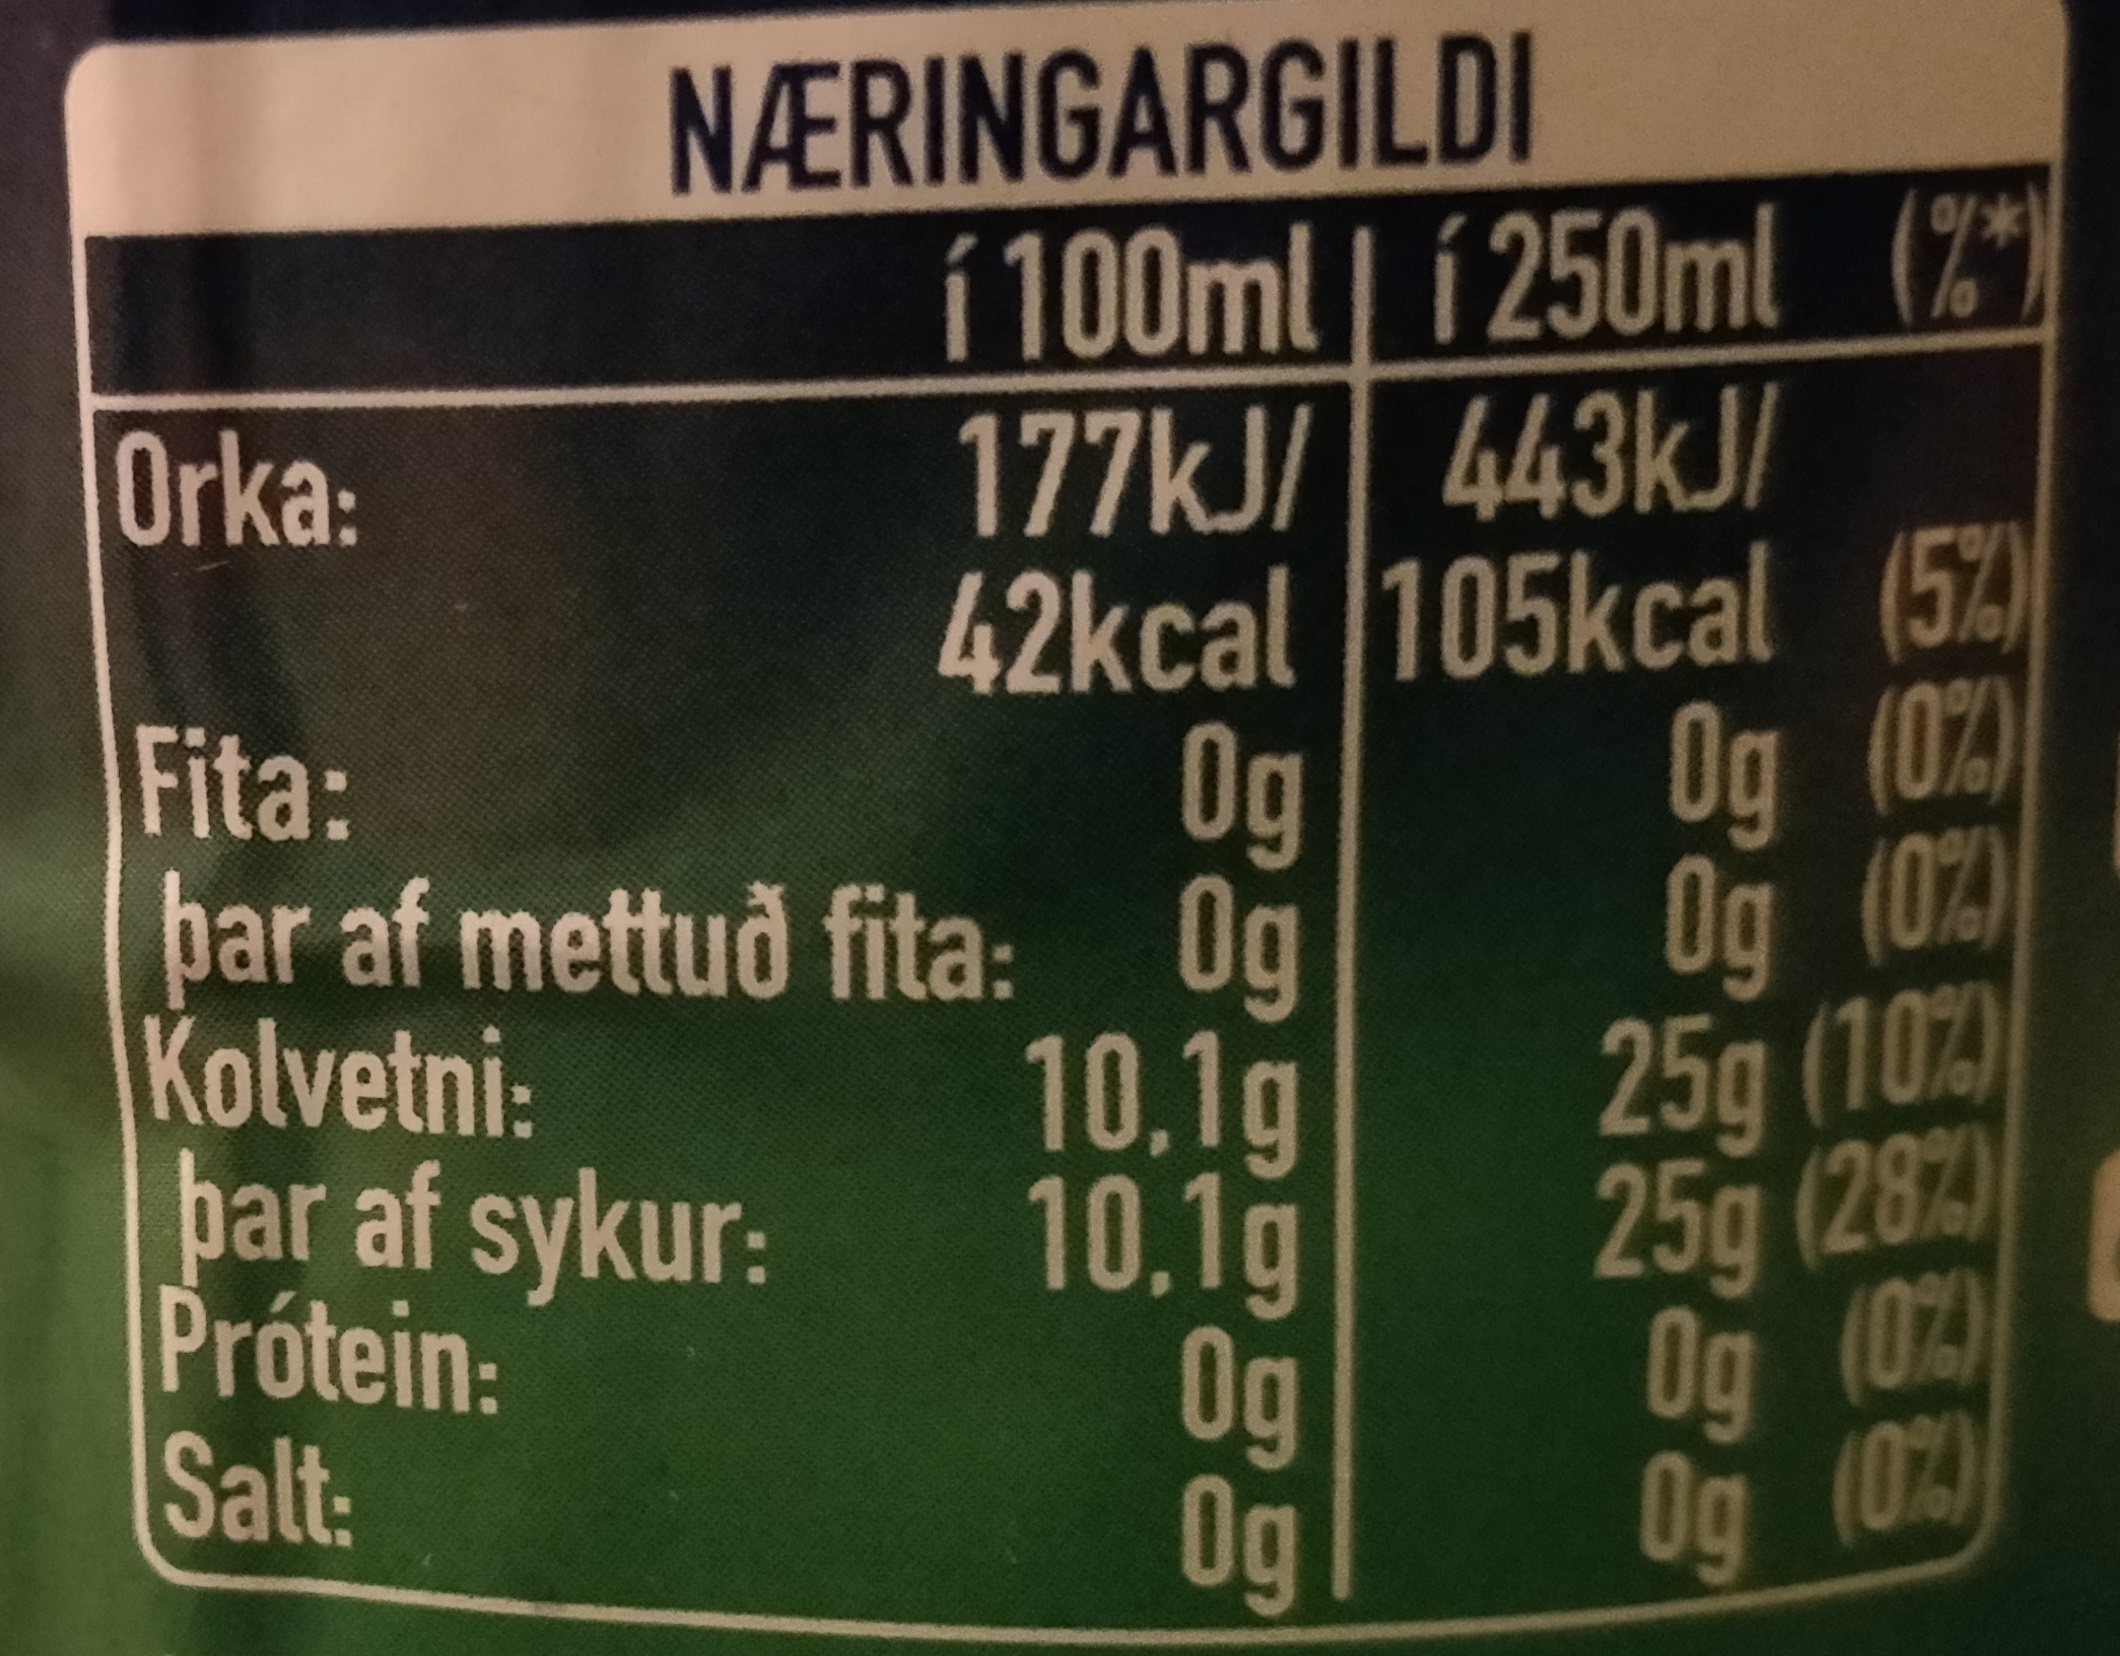 NÆRINGARGILDI
í 100ml í 250ml (%*)
Orka: 177kJ/ 443kJ/
42kcal 105kcal (5%)
Fita: 0g 0g (0%)
þar af mettuð fita: 0g 0g (0%)
Kolvetni: 10,1g 25g (10%)
þar af sykur: 10,1g 25g (28%)
Prótein: 0g 0g (0%)
Salt: 0g 0g (0%)